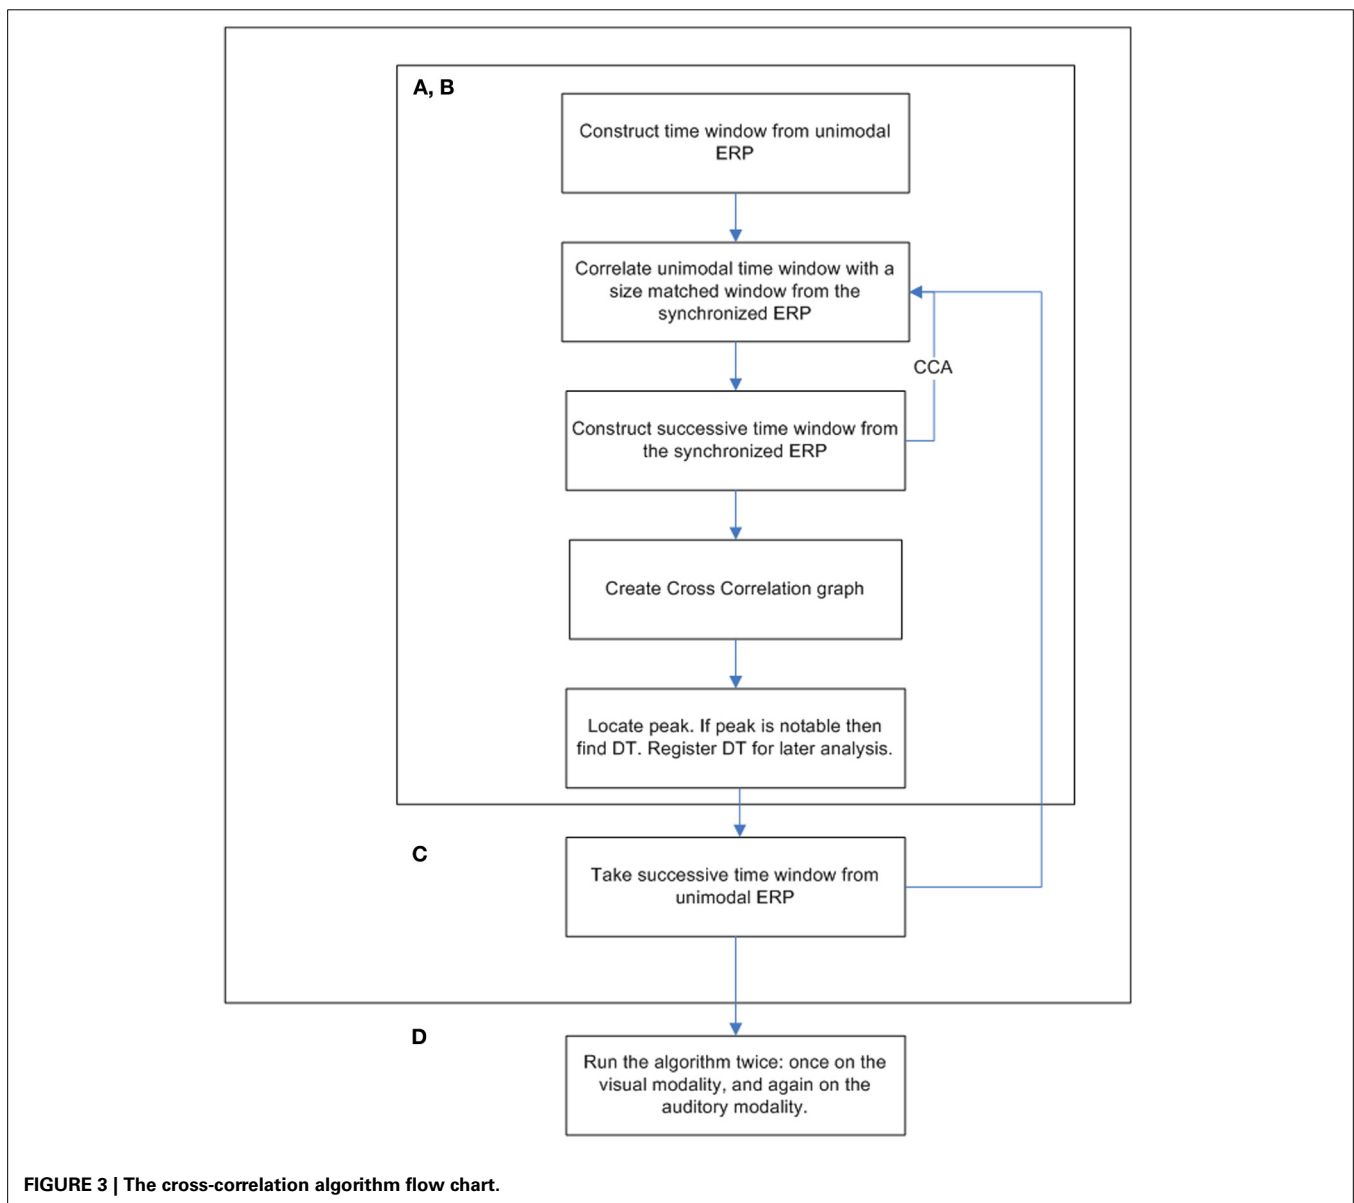 A, B
Construct time window from unimodal
ERP
Correlate unimodal time window with a
size matched window from the
synchronized ERP
CCA
Construct successive time window from
the synchronized ERP
Create Cross Correlation graph
Locate peak. If peak is notable then
find DT. Register DT for later analysis.
C
Take successive time window from
unimodal ERP
D
Run the algorithm twice: once on the
visual modality, and again on the
auditory modality.
FIGURE 3 | The cross-correlation algorithm flow chart.